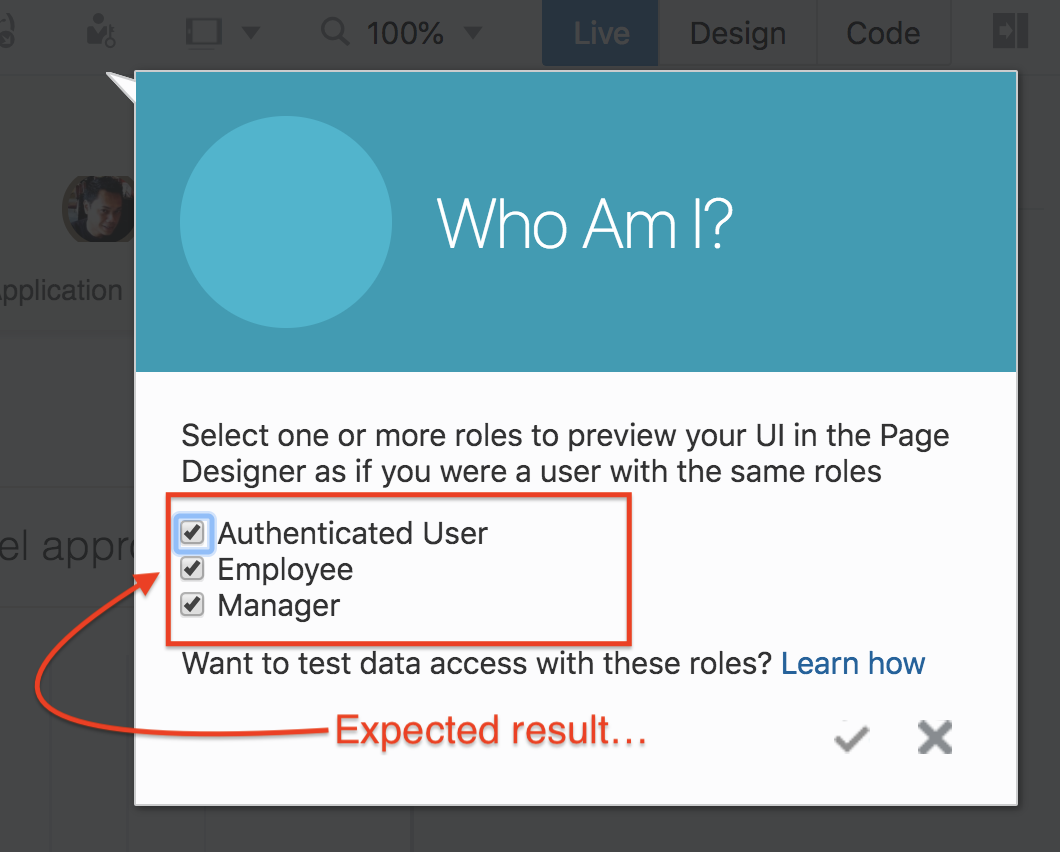 100%
Live
Design
Code
Who Am I?
Application
Select one or more roles to preview your UI in the Page
Designer as if you were a user with the same roles
Authenticated User
el appro
Employee
Manager
Want to test data access with these roles? Learn how
Expected result...